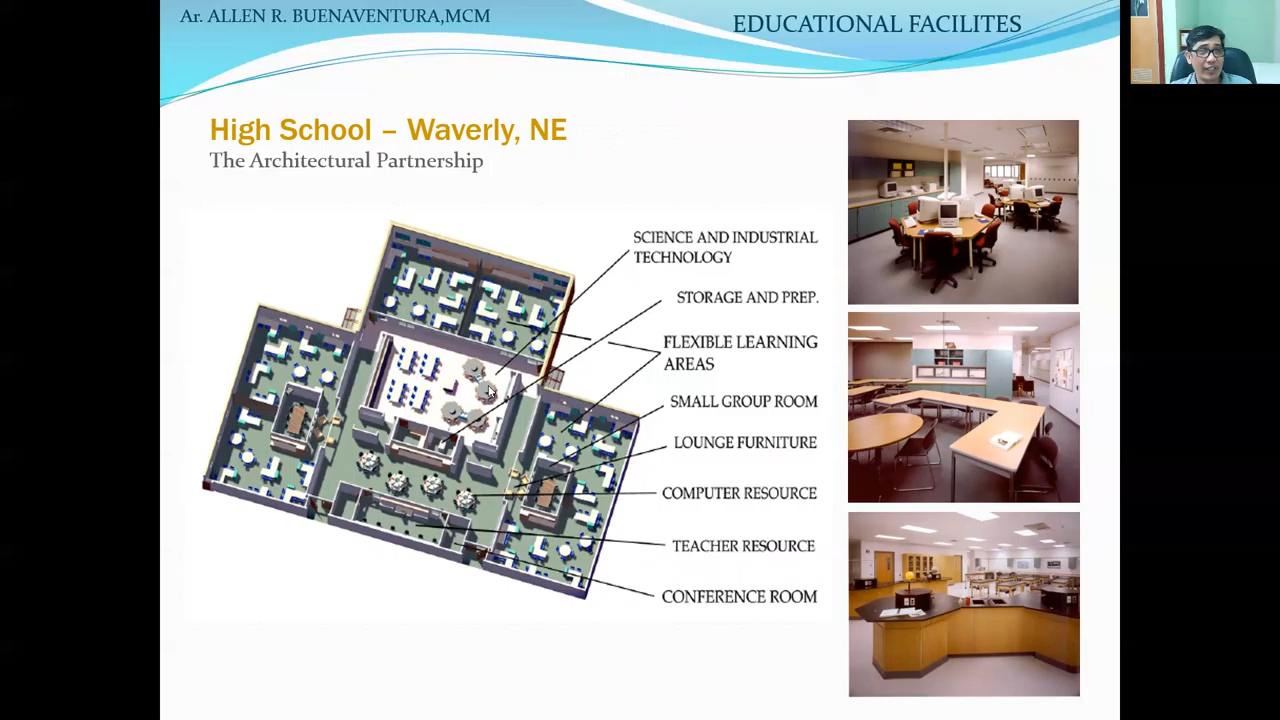 Ar. ALLEN R. BUENAVENTURA,MCM
EDUCATIONAL FACILITES
High School – Waverly, NE
The Architectural Partnership
SCIENCE AND INDUSTRIAL
TECHNOLOGY
STORAGE AND PREP.
FLEXIBLE LEARNING
AREAS
SMALL GROUP ROOM
LOUNGE FURNITURE
COMPUTER RESOURCE
TEACHER RESOURCE
CONFERENCE ROOM